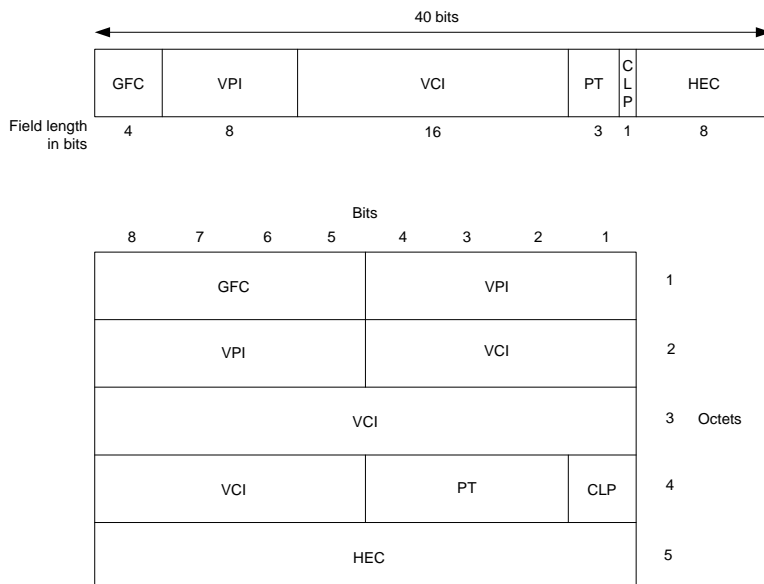 40 bits
GFC VPI VCI PT CLP HEC
Field length
in bits
4 8 16 3 1 8
Bits
8 7 6 5 4 3 2 1
GFC VPI 1
VPI VCI 2
VCI 3 Octets
VCI PT CLP 4
HEC 5